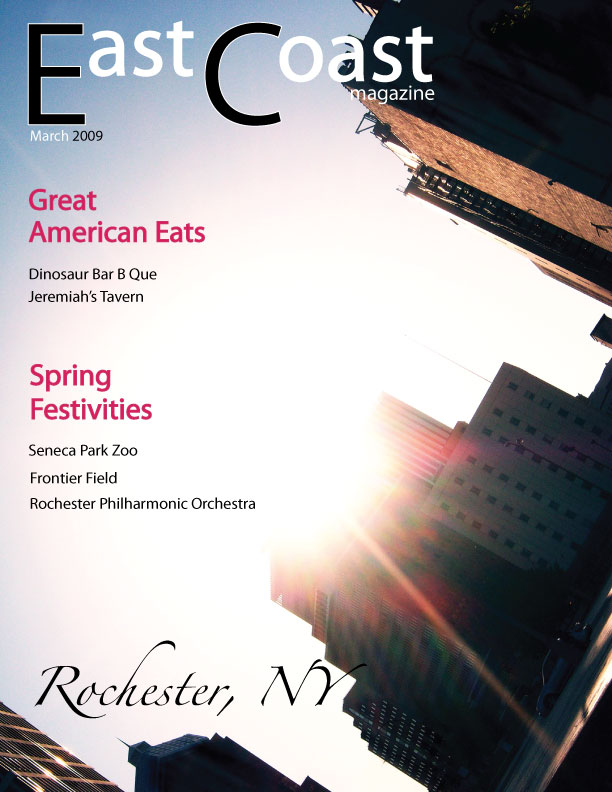 East Coast
magazine
March 2009
Great
American Eats
Dinosaur Bar B Que
Jeremiah's Tavern
Spring
Festivities
Seneca Park Zoo
Frontier Field
Rochester Philharmonic Orchestra
Rochester, NY